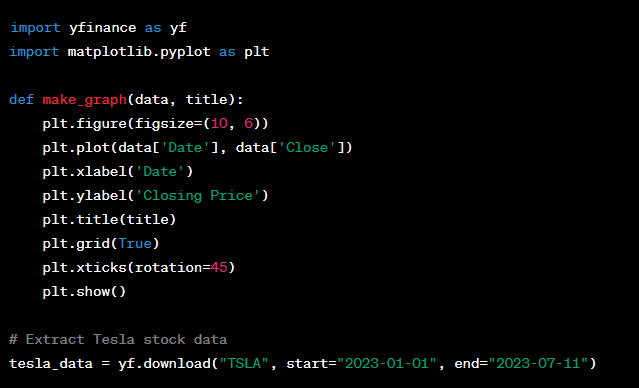 import yfinance as yf
import matplotlib.pyplot as plt

def make_graph(data, title):
    plt.figure(figsize=(10, 6))
    plt.plot(data['Date'], data['Close'])
    plt.xlabel('Date')
    plt.ylabel('Closing Price')
    plt.title(title)
    plt.grid(True)
    plt.xticks(rotation=45)
    plt.show()

# Extract Tesla stock data
tesla_data = yf.download("TSLA", start="2023-01-01", end="2023-07-11")